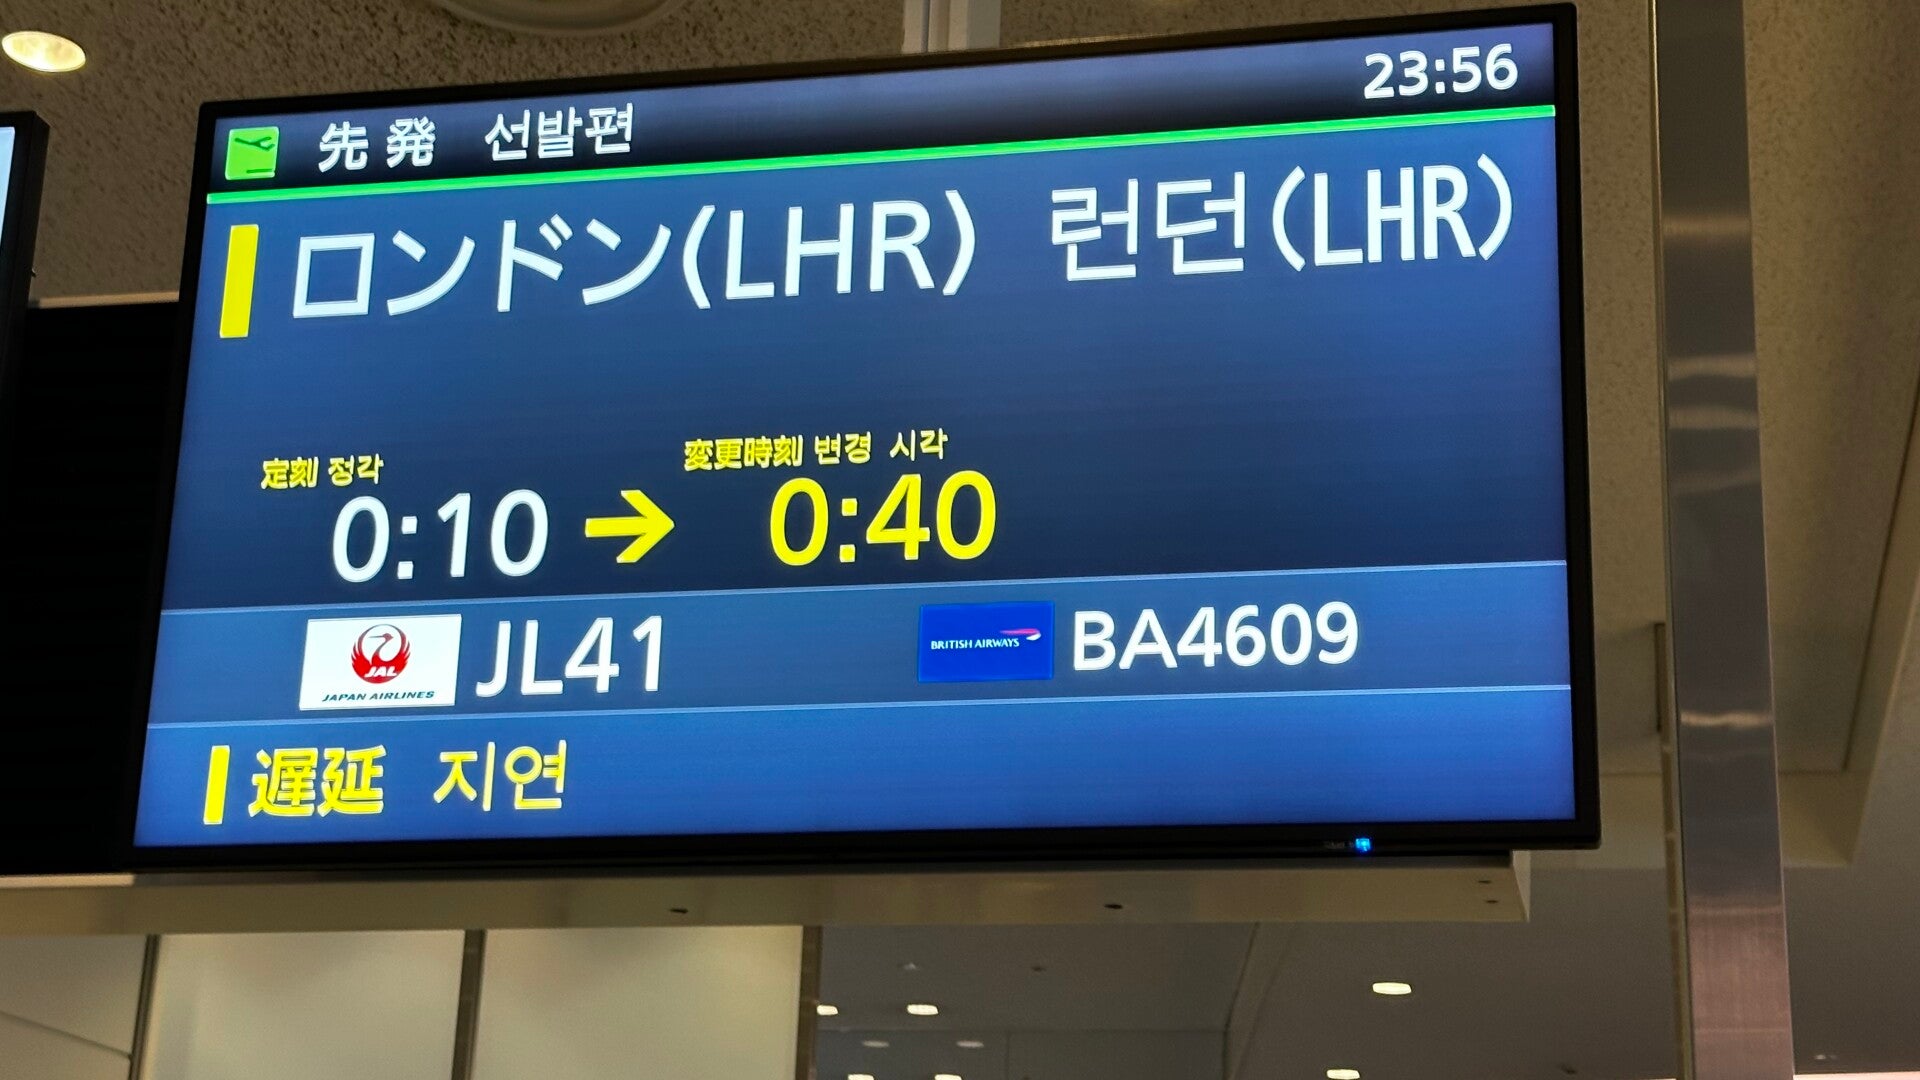 先発 선발편 23:56
ロンドン(LHR) 런던(LHR)
定刻 정각 変更時刻 변경 시각
0:10 → 0:40
JAL JAPAN AIRLINES JL41 BRITISH AIRWAYS BA4609
遅延 지연